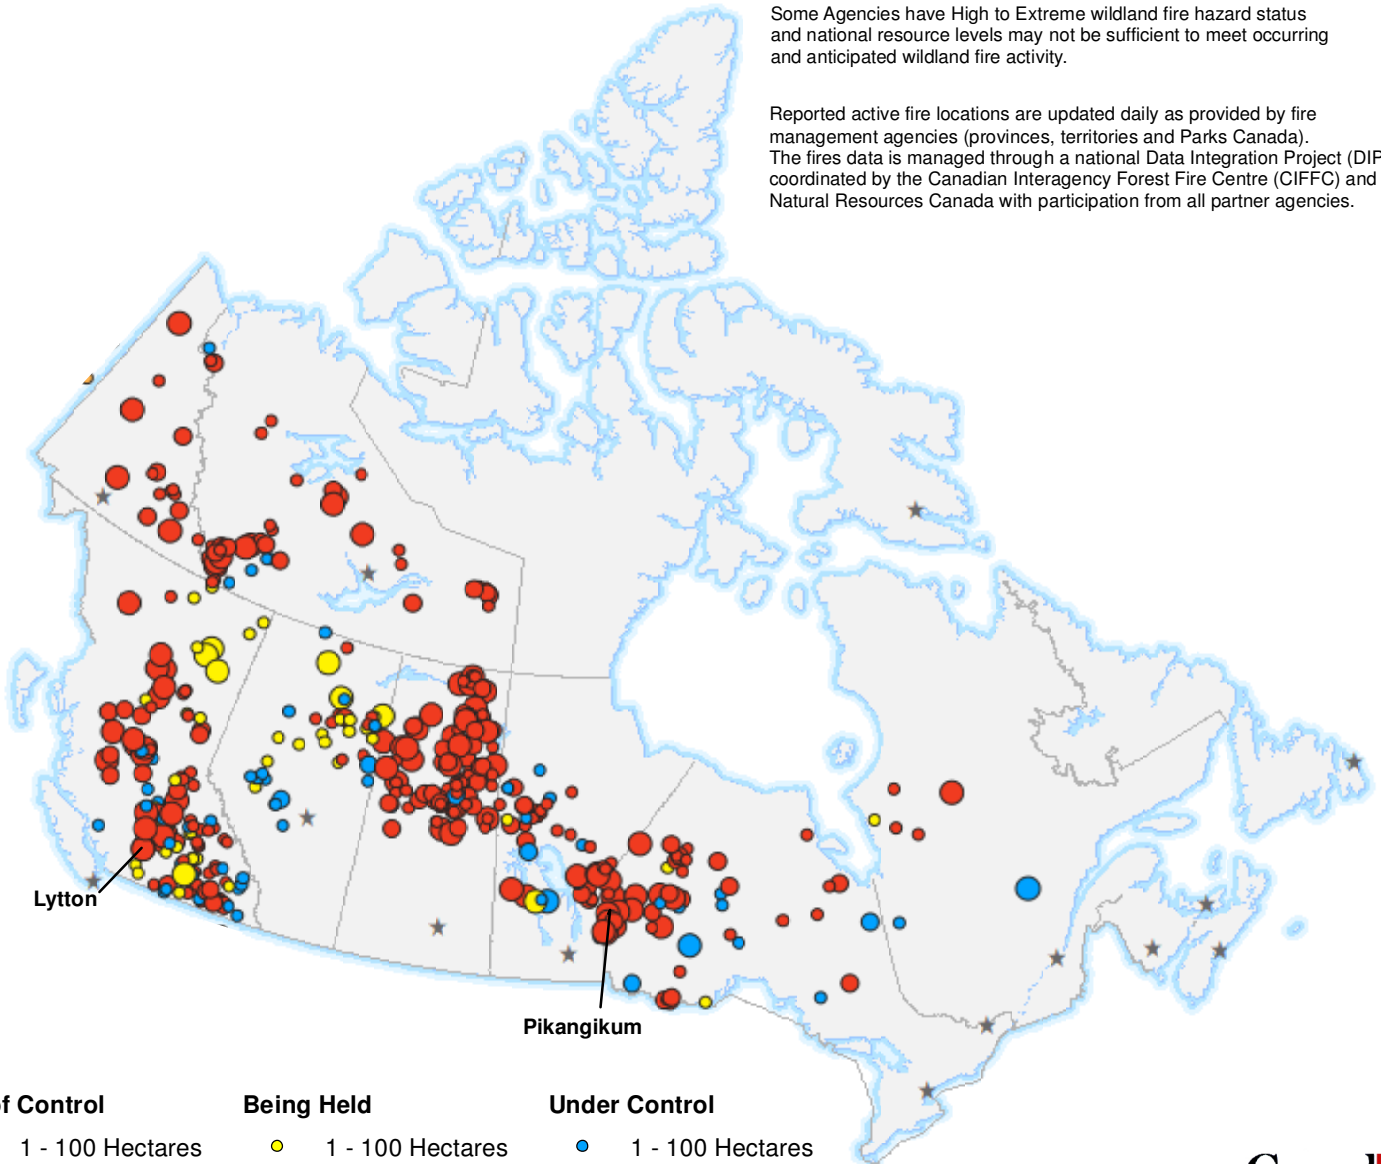 Some Agencies have High to Extreme wildland fire hazard status
and national resource levels may not be sufficient to meet occurring
and anticipated wildland fire activity.
Reported active fire locations are updated daily as provided by fire
management agencies (provinces, territories and Parks Canada).
The fires data is managed through a national Data Integration Project (DIP
coordinated by the Canadian Interagency Forest Fire Centre (CIFFC) and
Natural Resources Canada with participation from all partner agencies.
Lytton
Pikangikum
of Control Being Held Under Control
1 - 100 Hectares 1 - 100 Hectares 1 - 100 Hectares